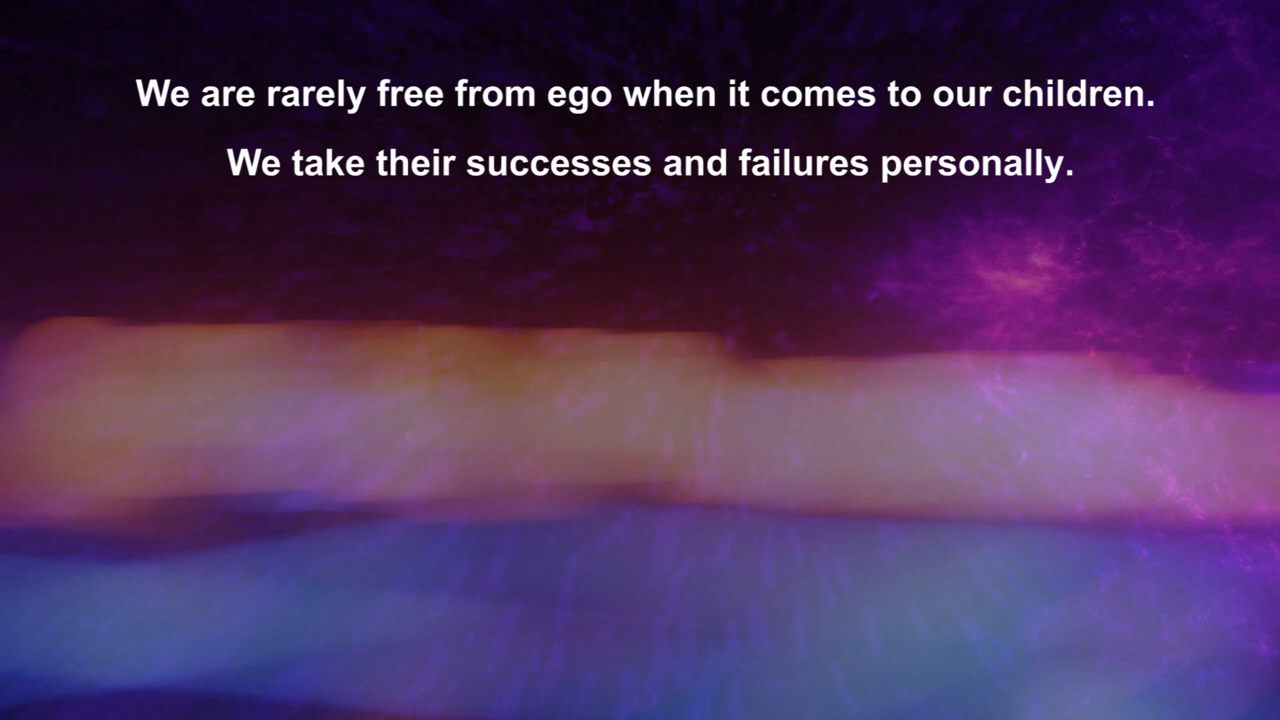 We are rarely free from ego when it comes to our children.
We take their successes and failures personally.